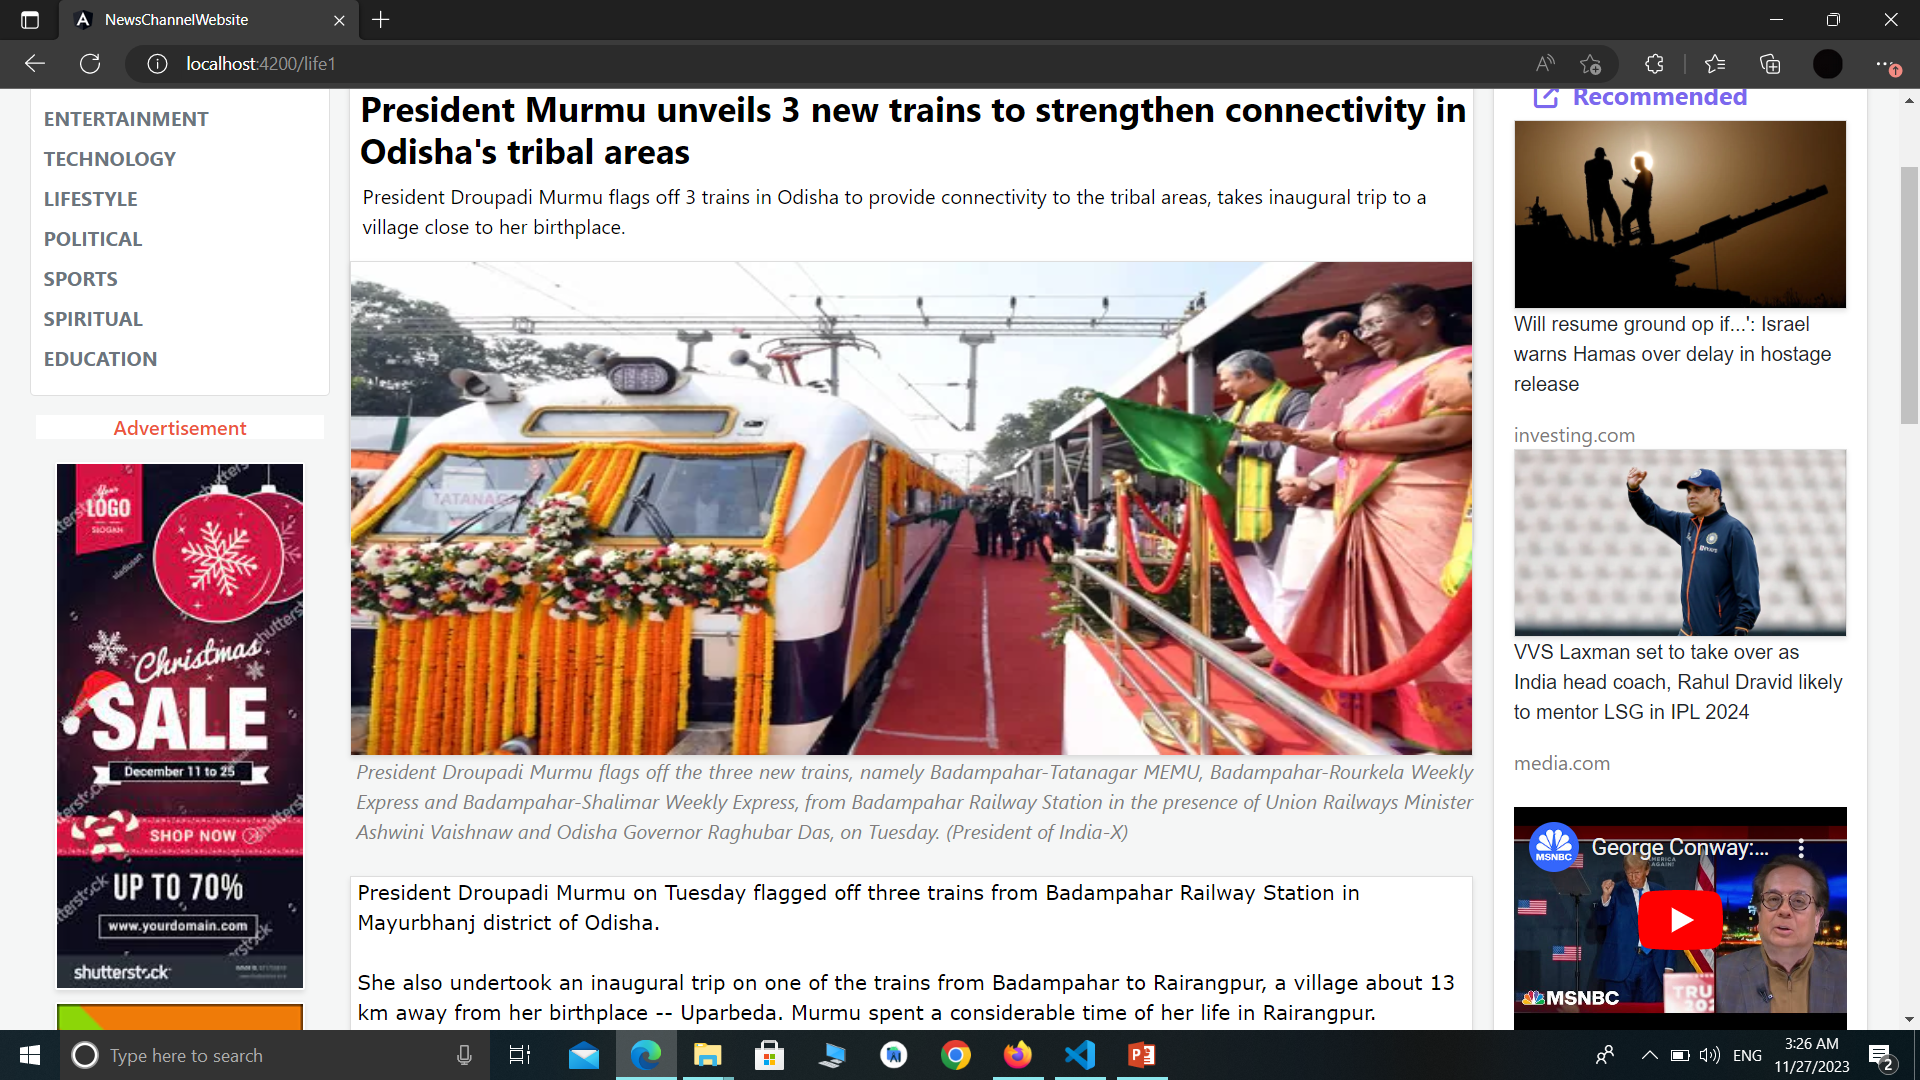 NewsChannelWebsite
localhost:4200/life1
ENTERTAINMENT
TECHNOLOGY
LIFESTYLE
POLITICAL
SPORTS
SPIRITUAL
EDUCATION
Advertisement
Your
LOGO
SLOGAN
Christmas
SALE
December 11 to 25
SHOP NOW
UP TO 70%
www.yourdomain.com
shutterstock
President Murmu unveils 3 new trains to strengthen connectivity in
Odisha's tribal areas
President Droupadi Murmu flags off 3 trains in Odisha to provide connectivity to the tribal areas, takes inaugural trip to a
village close to her birthplace.
TATANAG
President Droupadi Murmu flags off the three new trains, namely Badampahar-Tatanagar MEMU, Badampahar-Rourkela Weekly
Express and Badampahar-Shalimar Weekly Express, from Badampahar Railway Station in the presence of Union Railways Minister
Ashwini Vaishnaw and Odisha Governor Raghubar Das, on Tuesday. (President of India-X)
President Droupadi Murmu on Tuesday flagged off three trains from Badampahar Railway Station in
Mayurbhanj district of Odisha.
She also undertook an inaugural trip on one of the trains from Badampahar to Rairangpur, a village about 13
km away from her birthplace -- Uparbeda. Murmu spent a considerable time of her life in Rairangpur.
Recommended
Will resume ground op if...': Israel
warns Hamas over delay in hostage
release
investing.com
VVS Laxman set to take over as
India head coach, Rahul Dravid likely
to mentor LSG in IPL 2024
media.com
MSNBC
George Conway:...
AMERICA
AGAIN!
MSNBC
TRU
Type here to search
ENG
3:26 AM
11/27/2023
2